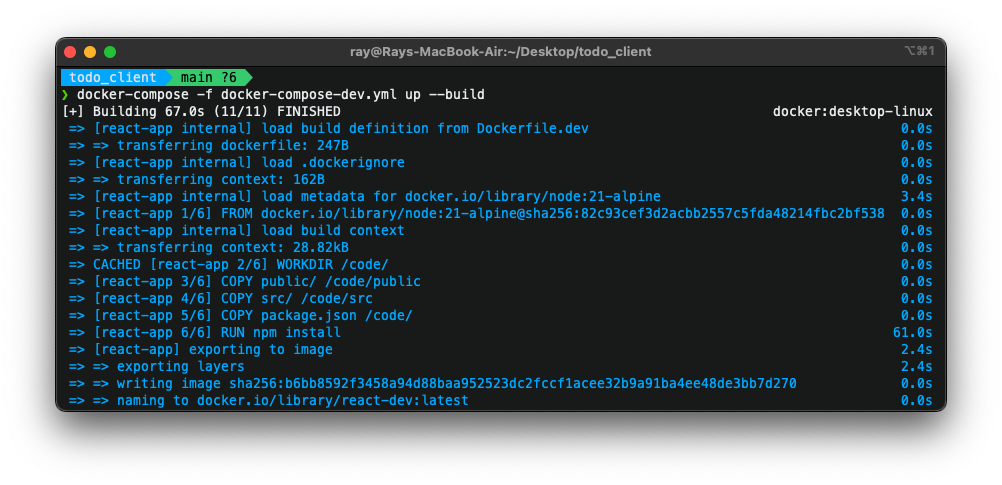 ray@Rays-MacBook-Air:~/Desktop/todo_client ⌥⌘1
todo_client main ?6
❯ docker-compose -f docker-compose-dev.yml up --build
[+] Building 67.0s (11/11) FINISHED docker:desktop-linux
=> [react-app internal] load build definition from Dockerfile.dev 0.0s
=> => transferring dockerfile: 247B 0.0s
=> [react-app internal] load .dockerignore 0.0s
=> => transferring context: 162B 0.0s
=> [react-app internal] load metadata for docker.io/library/node:21-alpine 3.4s
=> [react-app 1/6] FROM docker.io/library/node:21-alpine@sha256:82c93cef3d2acbb2557c5fda48214fbc2bf538 0.0s
=> [react-app internal] load build context 0.0s
=> => transferring context: 28.82kB 0.0s
=> CACHED [react-app 2/6] WORKDIR /code/ 0.0s
=> [react-app 3/6] COPY public/ /code/public 0.0s
=> [react-app 4/6] COPY src/ /code/src 0.0s
=> [react-app 5/6] COPY package.json /code/ 0.0s
=> [react-app 6/6] RUN npm install 61.0s
=> [react-app] exporting to image 2.4s
=> => exporting layers 2.4s
=> => writing image sha256:b6bb8592f3458a94d88baa952523dc2fccf1acee32b9a91ba4ee48de3bb7d270 0.0s
=> => naming to docker.io/library/react-dev:latest 0.0s